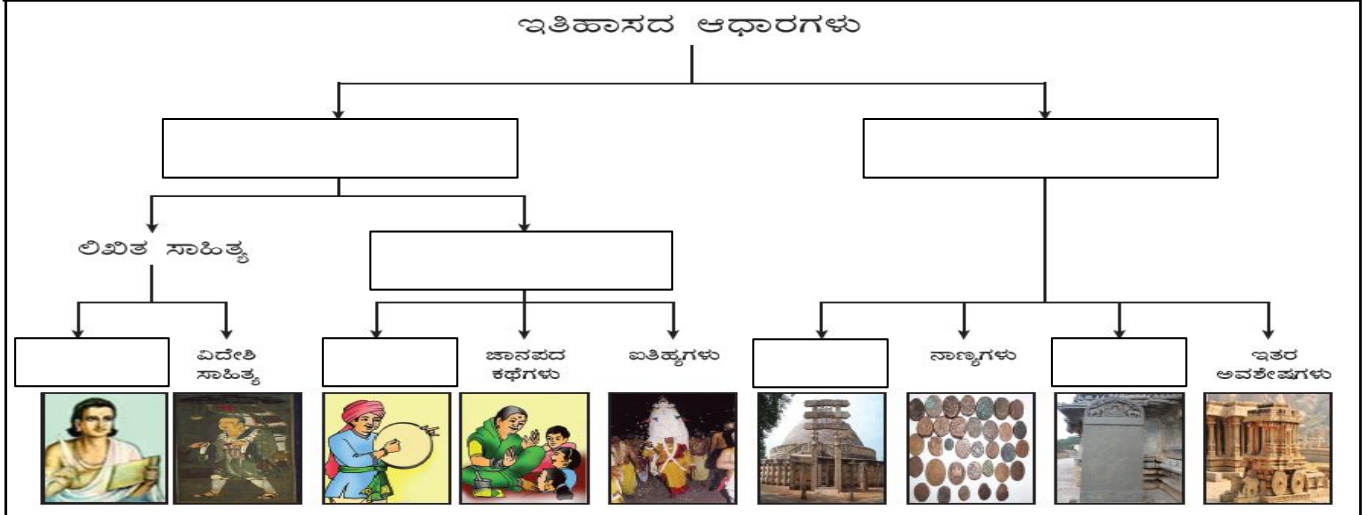 ಇತಿಹಾಸದ ಆಧಾರಗಳು
ಲಿಖಿತ ಸಾಹಿತ್ಯ
ವಿದೇಶಿ
ಸಾಹಿತ್ಯ
ಜಾನಪದ
ಕಥೆಗಳು
ಐತಿಹ್ಯಗಳು
ನಾಣ್ಯಗಳು
ಇತರ
ಅವಶೇಷಗಳು